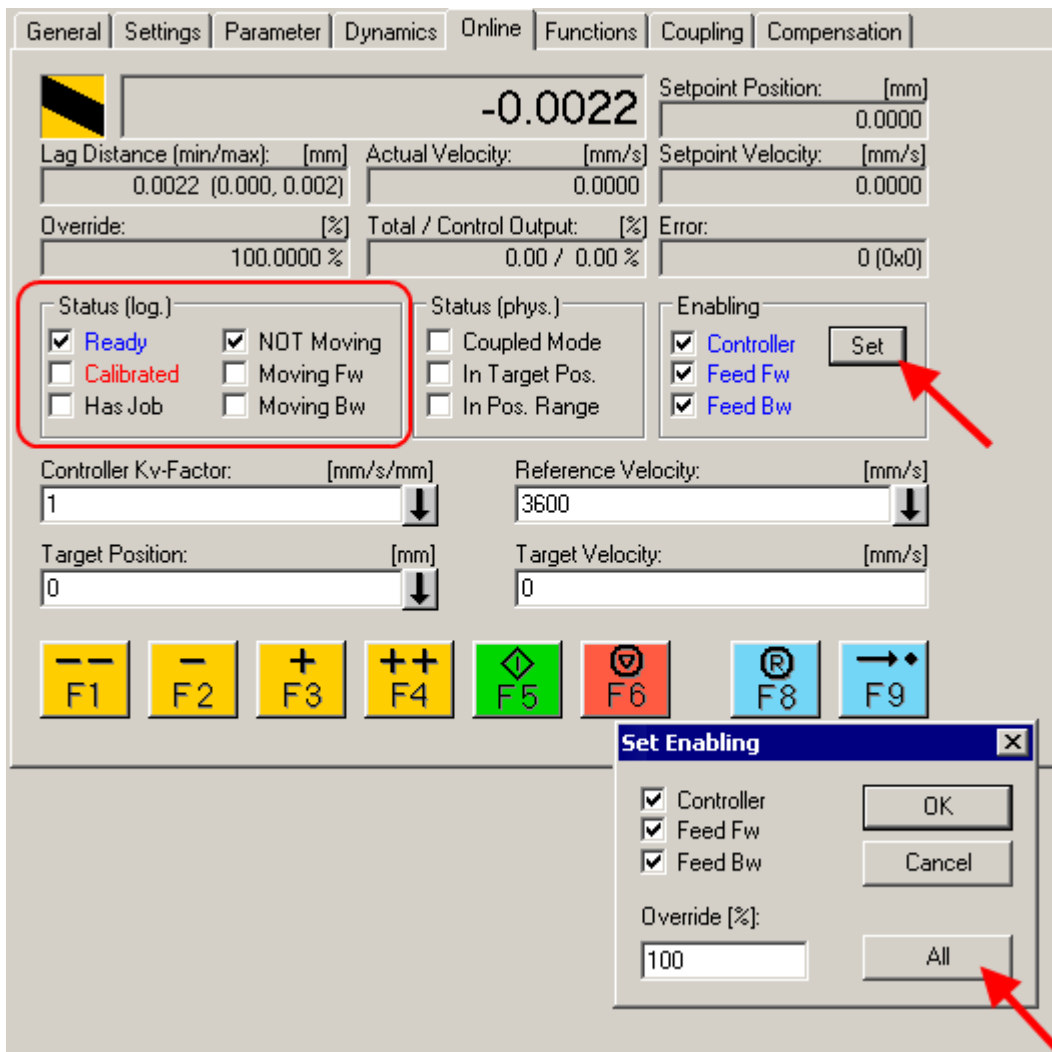 General Settings Parameter Dynamics Online Functions Coupling Compensation
-0.0022
Setpoint Position: [mm]
0.0000
Lag Distance (min/max): [mm] Actual Velocity: [mm/s] Setpoint Velocity: [mm/s]
0.0022 (0.000, 0.002) 0.0000 0.0000
Override: [%] Total / Control Output: [%] Error:
100.0000 % 0.00 / 0.00 % 0 (0x0)
Status (log.) Status (phys.) Enabling
Ready NOT Moving Coupled Mode Controller Set
Calibrated Moving Fw In Target Pos. Feed Fw
Has Job Moving Bw In Pos. Range Feed Bw
Controller Kv-Factor: [mm/s/mm] Reference Velocity: [mm/s]
1 3600
Target Position: [mm] Target Velocity: [mm/s]
0 0
-- - + ++ R
F1 F2 F3 F4 F5 F6 F8 F9
Set Enabling
Controller OK
Feed Fw
Feed Bw Cancel
Override [%]:
100 All